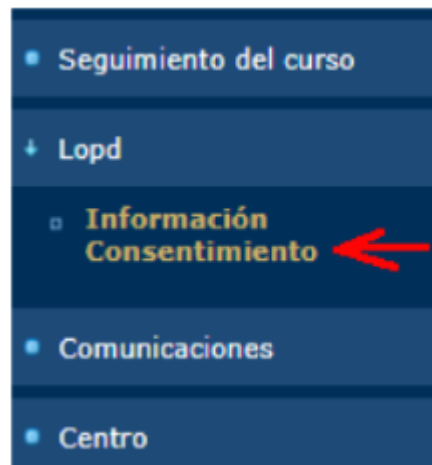 Seguimiento del curso
Lopd
Información
Consentimiento
Comunicaciones
Centro